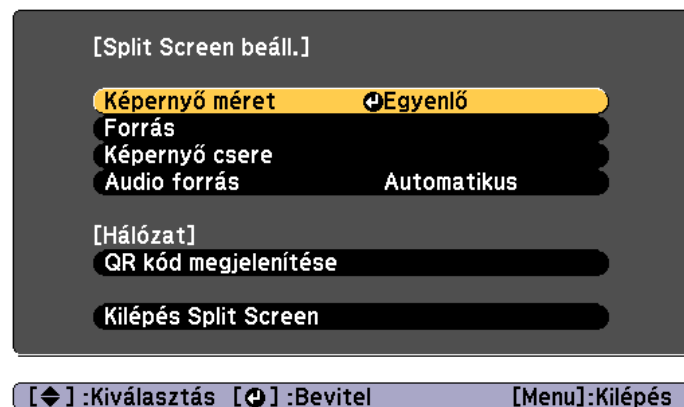 [Split Screen beáll.]
Képernyő méret Egyenlő
Forrás
Képernyő csere
Audio forrás Automatikus
[Hálózat]
QR kód megjelenítése
Kilépés Split Screen
[ ] :Kiválasztás [ ] :Bevitel [Menu]:Kilépés